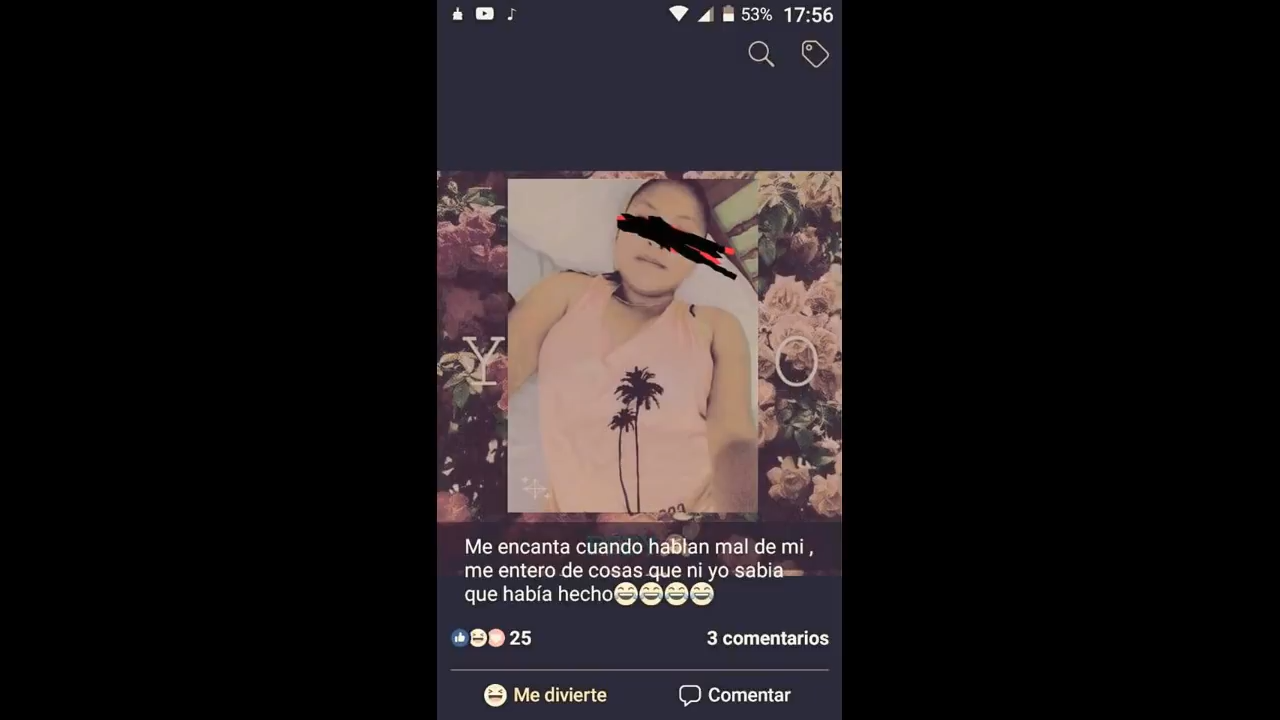 53% 17:56
Y O
Me encanta cuando hablan mal de mi ,
me entero de cosas que ni yo sabia
que había hecho😂😂😂😂
25 3 comentarios
Me divierte Comentar